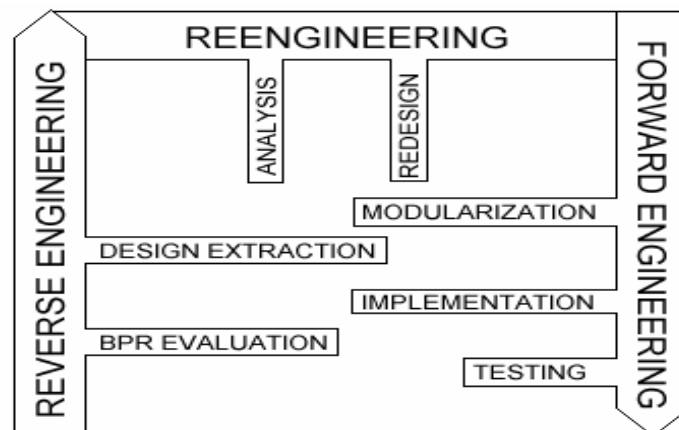 REENGINEERING
REVERSE ENGINEERING
ANALYSIS
REDESIGN
FORWARD ENGINEERING
MODULARIZATION
DESIGN EXTRACTION
IMPLEMENTATION
BPR EVALUATION
TESTING